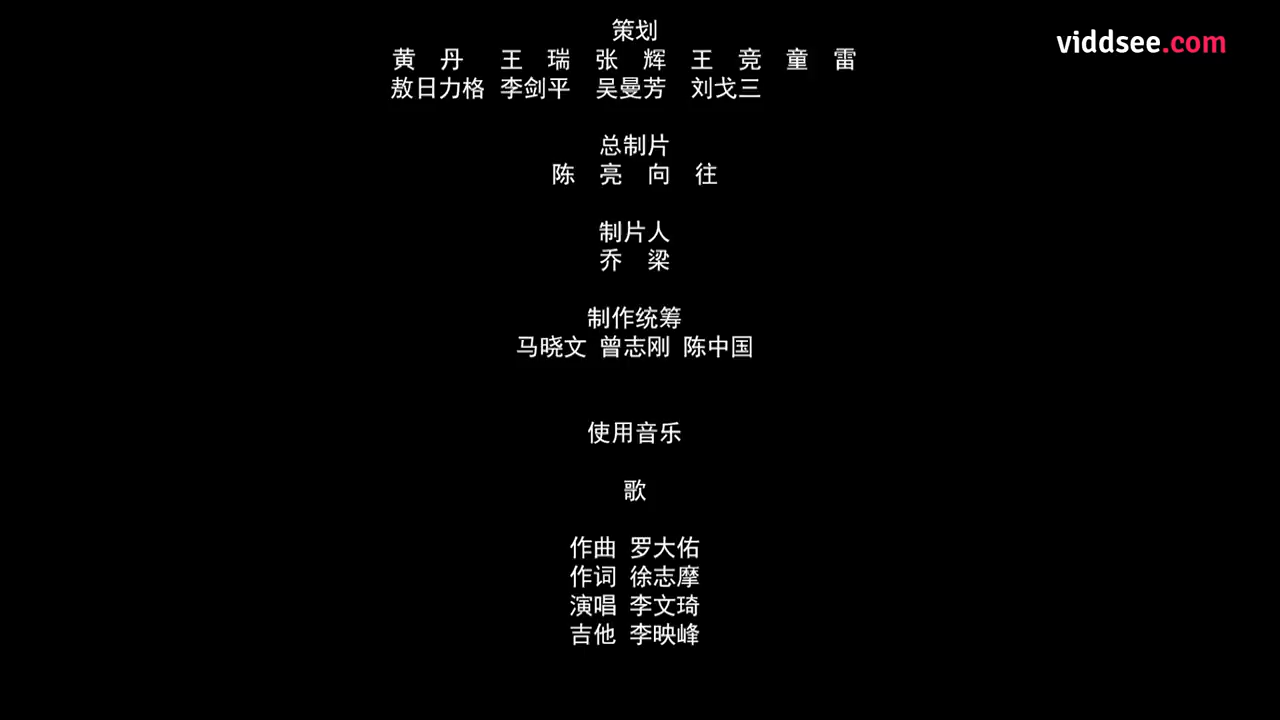 策划
viddsee.com
黄 丹 王 瑞 张 辉 王 竞 童 雷
敖日力格 李剑平 吴曼芳 刘戈三
总制片
陈 亮 向 往
制片人
乔 梁
制作统筹
马晓文 曾志刚 陈中国
使用音乐
歌
作曲 罗大佑
作词 徐志摩
演唱 李文琦
吉他 李映峰